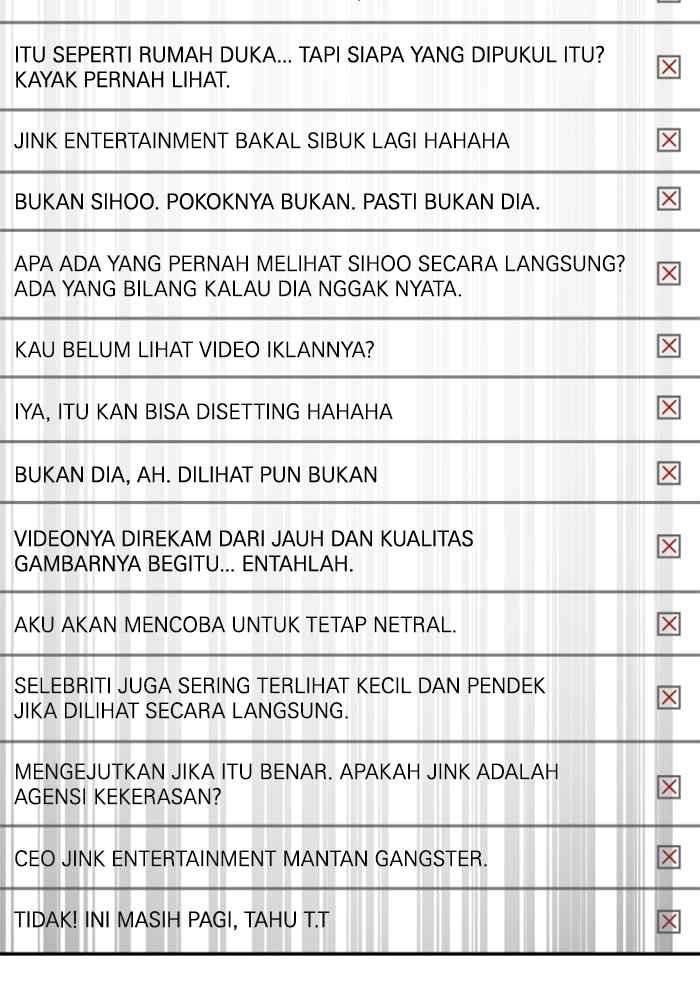 ITU SEPERTI RUMAH DUKA... TAPI SIAPA YANG DIPUKUL ITU?
KAYAK PERNAH LIHAT.
JINK ENTERTAINMENT BAKAL SIBUK LAGI HAHAHA
BUKAN SIHOO. POKOKNYA BUKAN. PASTI BUKAN DIA.
APA ADA YANG PERNAH MELIHAT SIHOO SECARA LANGSUNG?
ADA YANG BILANG KALAU DIA NGGAK NYATA.
KAU BELUM LIHAT VIDEO IKLANNYA?
IYA, ITU KAN BISA DISETTING HAHAHA
BUKAN DIA, AH. DILIHAT PUN BUKAN
VIDEONYA DIREKAM DARI JAUH DAN KUALITAS
GAMBARNYA BEGITU... ENTAHLAH.
AKU AKAN MENCOBA UNTUK TETAP NETRAL.
SELEBRITI JUGA SERING TERLIHAT KECIL DAN PENDEK
JIKA DILIHAT SECARA LANGSUNG.
MENGEJUTKAN JIKA ITU BENAR. APAKAH JINK ADALAH
AGENSI KEKERASAN?
CEO JINK ENTERTAINMENT MANTAN GANGSTER.
TIDAK! INI MASIH PAGI, TAHU T.T